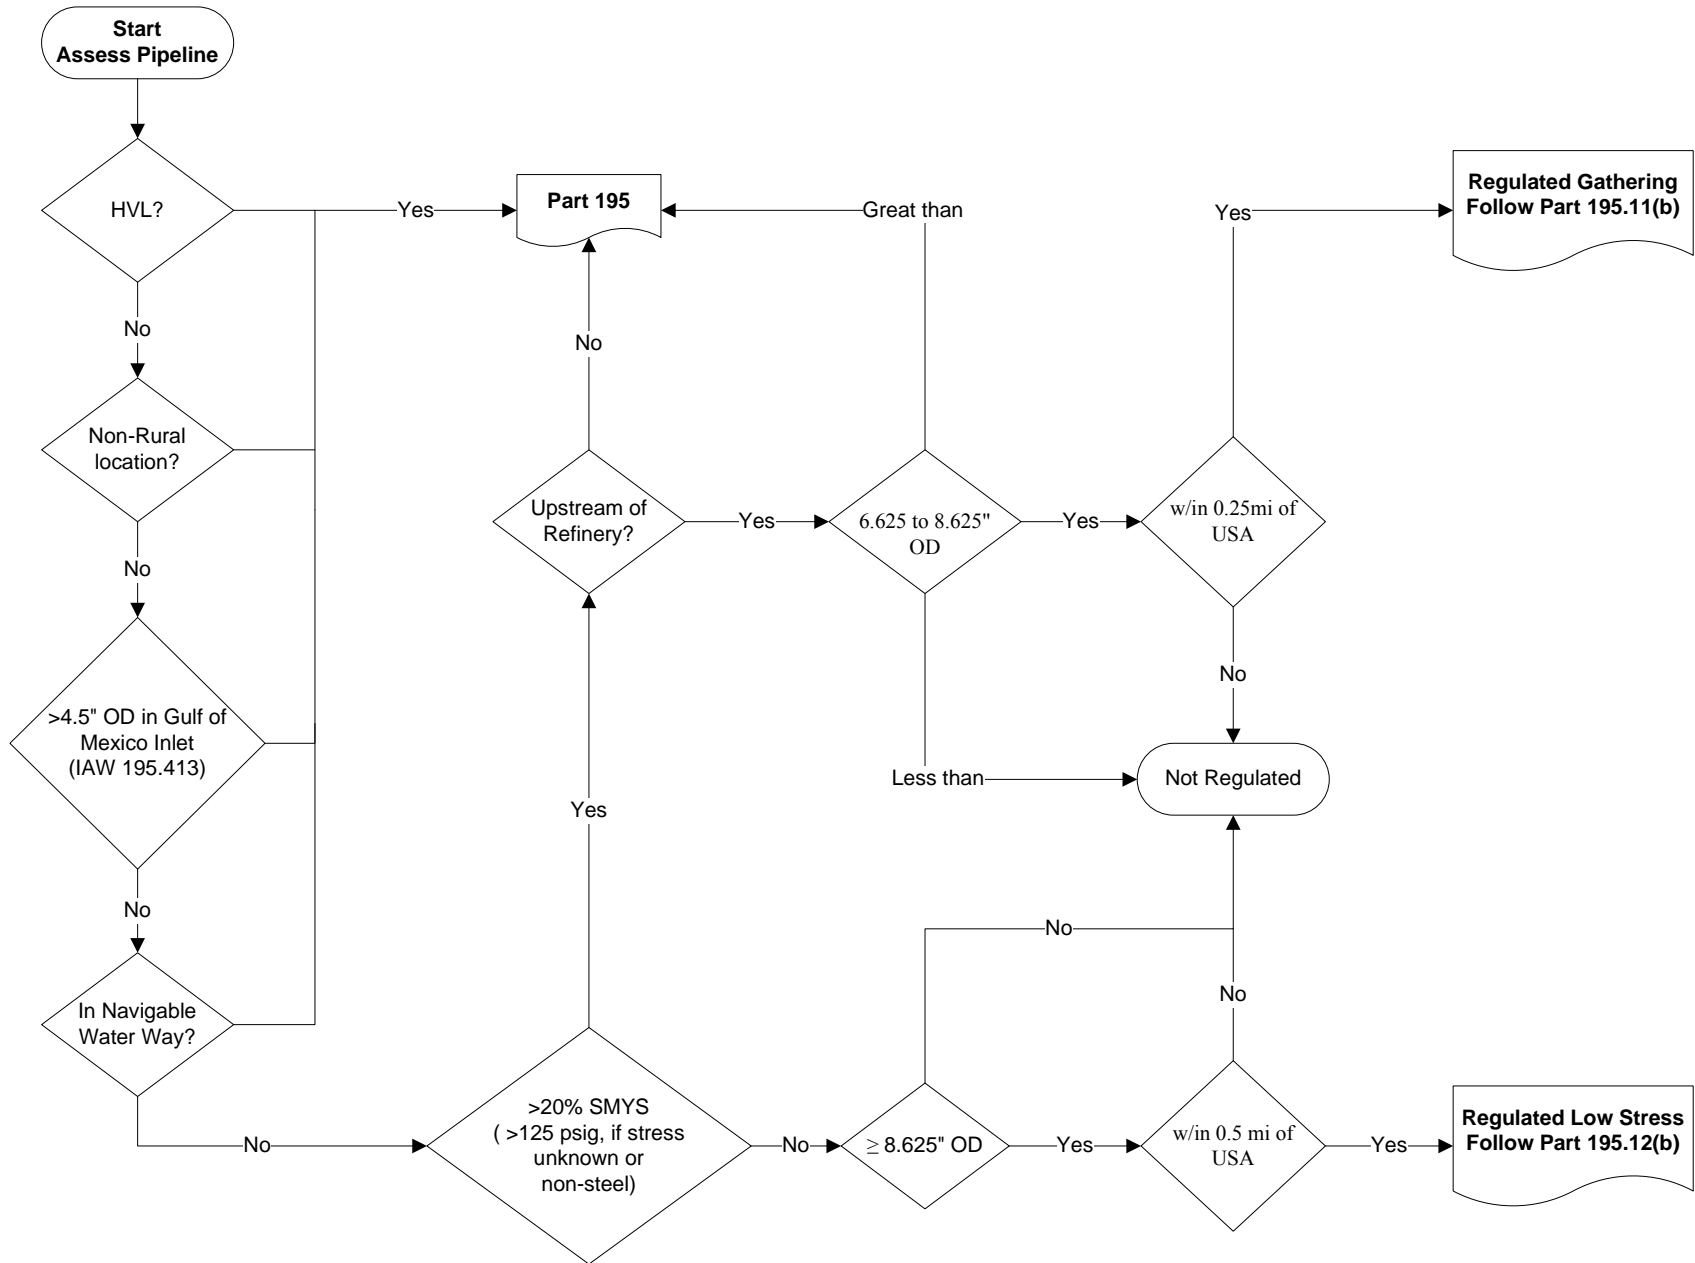 Start
Assess Pipeline
HVL?
Yes
Part 195
Great than
Yes
Regulated Gathering
Follow Part 195.11(b)
No
No
Non-Rural
location?
Upstream of
Refinery?
Yes
6.625 to 8.625"
OD
Yes
w/in 0.25mi of
USA
No
No
>4.5" OD in Gulf of
Mexico Inlet
(IAW 195.413)
Yes
Less than
Not Regulated
No
No
No
In Navigable
Water Way?
No
>20% SMYS
( >125 psig, if stress
unknown or
non-steel)
No
≥ 8.625" OD
Yes
w/in 0.5 mi of
USA
Yes
Regulated Low Stress
Follow Part 195.12(b)